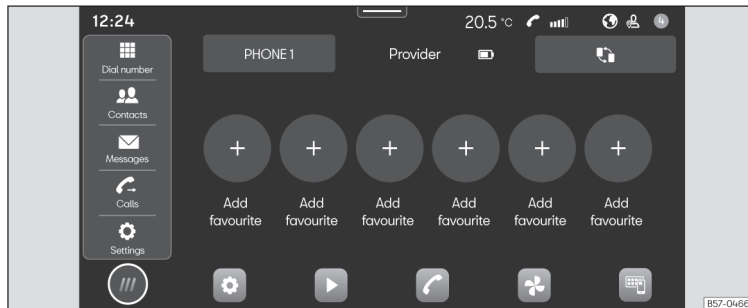 12:24
20.5 °C
4
Dial number
Contacts
Messages
Calls
Settings
PHONE 1
Provider
Add favourite
Add favourite
Add favourite
Add favourite
Add favourite
Add favourite
B57-0466